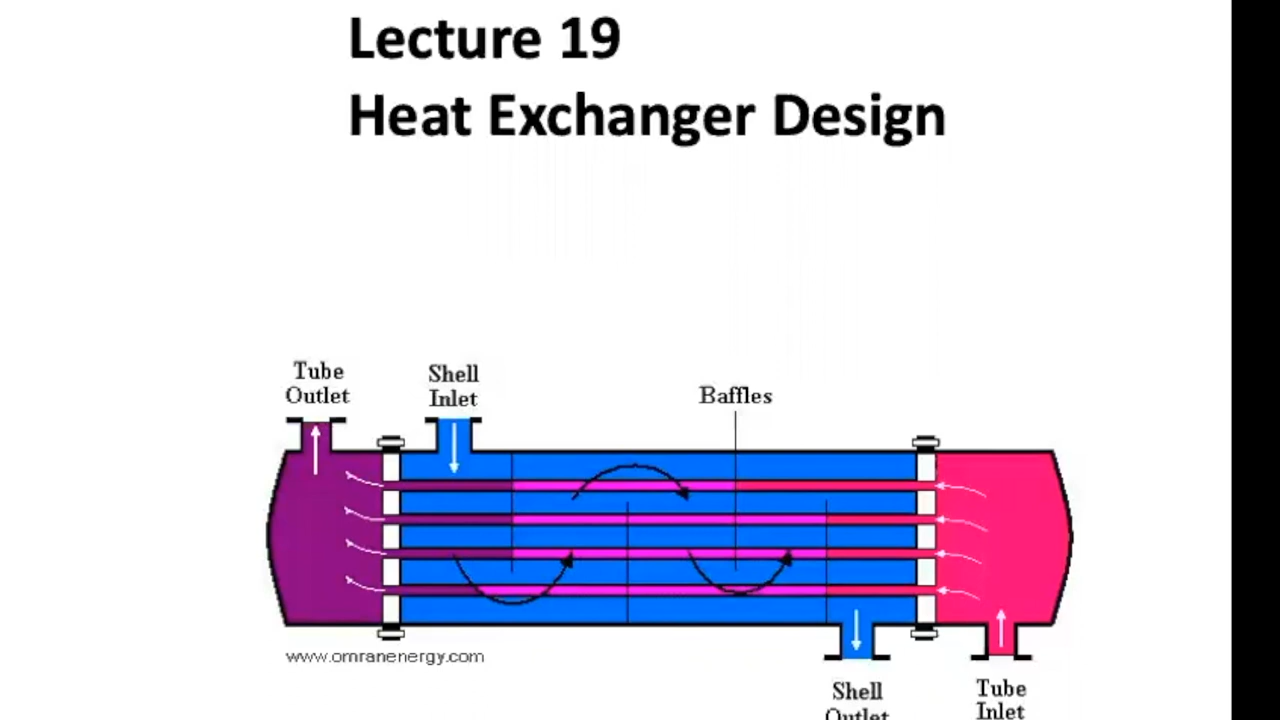 Lecture 19
Heat Exchanger Design
Tube
Outlet
Shell
Inlet
Baffles
www.omranenergy.com
Shell
Outlet
Tube
Inlet